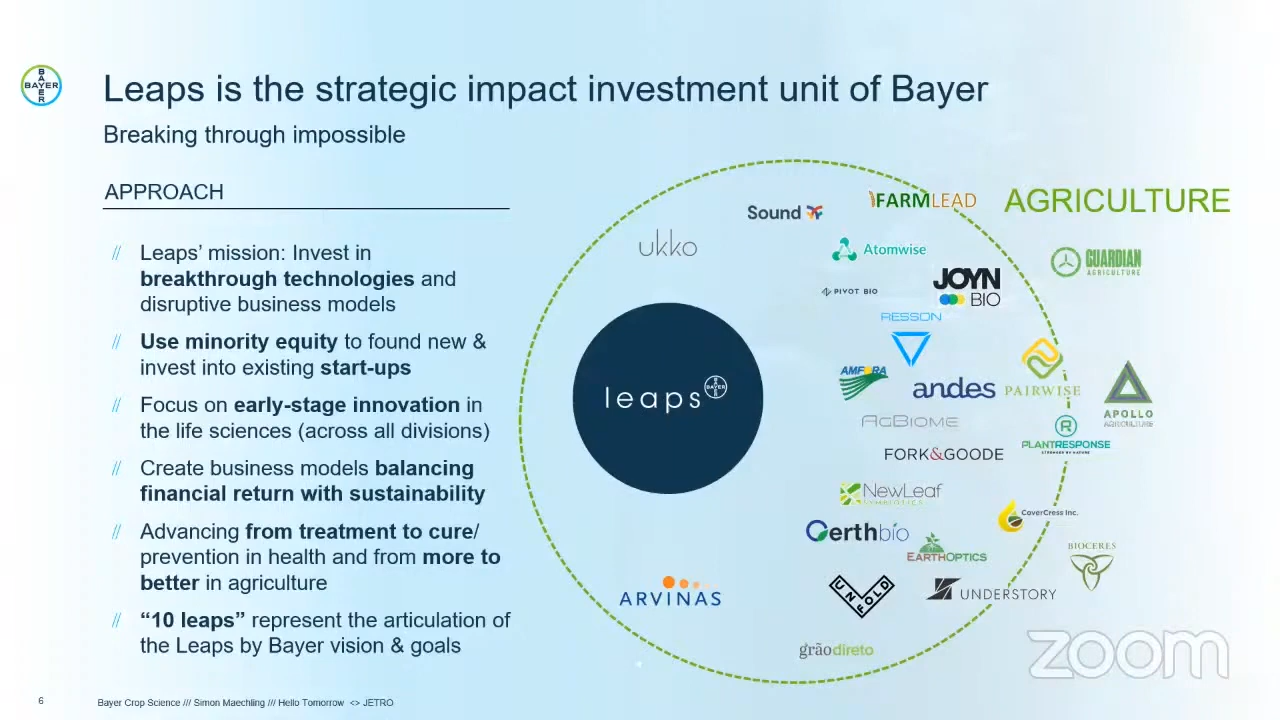 BAYER
BAYER
Leaps is the strategic impact investment unit of Bayer
Breaking through impossible
APPROACH
// Leaps' mission: Invest in
breakthrough technologies and
disruptive business models
// Use minority equity to found new &
invest into existing start-ups
// Focus on early-stage innovation in
the life sciences (across all divisions)
// Create business models balancing
financial return with sustainability
// Advancing from treatment to cure/
prevention in health and from more to
better in agriculture
// “10 leaps” represent the articulation of
the Leaps by Bayer vision & goals
AGRICULTURE
Sound
FARMLEAD
ukko
Atomwise
GUARDIAN
AGRICULTURE
PIVOT BIO
JOYN
BIO
RESSON
AMFORA
andes
PAIRWISE
APOLLO
AGRICULTURE
leaps
BAYER
BAYER
AGBIOME
R
PLANTRESPONSE
FORK&GOODE
NewLeaf
SYMBIOTICS
CoverCress Inc.
Gerthbio
EARTHOPTICS
BIOCERES
ARVINAS
UNFOLD
UNDERSTORY
grãodireto
zoom
6
Bayer Crop Science /// Simon Maechling /// Hello Tomorrow <> JETRO